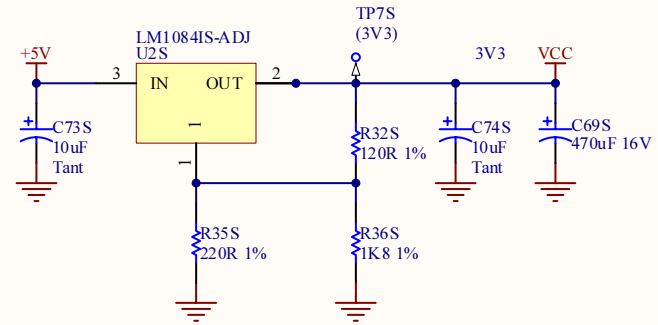 TP7S
(3V3)
LM1084IS-ADJ
U2S
+5V
3V3
VCC
3
IN
OUT
2
1
1
C73S
10uF
Tant
R32S
120R 1%
C74S
10uF
Tant
C69S
470uF 16V
R35S
220R 1%
R36S
1K8 1%